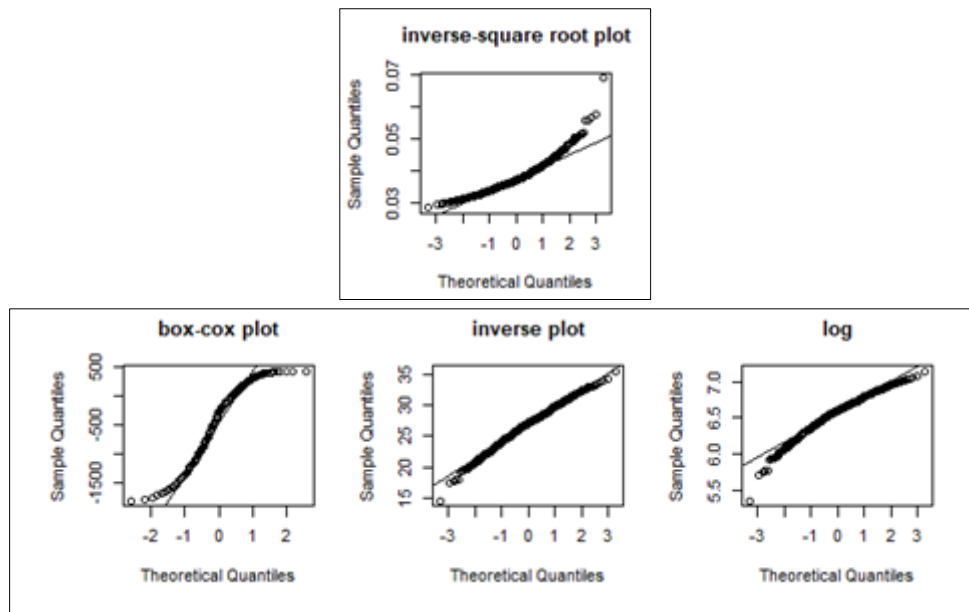 inverse-square root plot
Sample Quantiles
0.07
0.05
0.03
-3 -1 0 1 2 3
Theoretical Quantiles
box-cox plot inverse plot log
Sample Quantiles
500
-500
-1500
-2 -1 0 1 2
Theoretical Quantiles
Sample Quantiles
35
30
25
20
15
-3 -1 0 1 2 3
Theoretical Quantiles
Sample Quantiles
7.0
6.5
6.0
5.5
-3 -1 0 1 2 3
Theoretical Quantiles